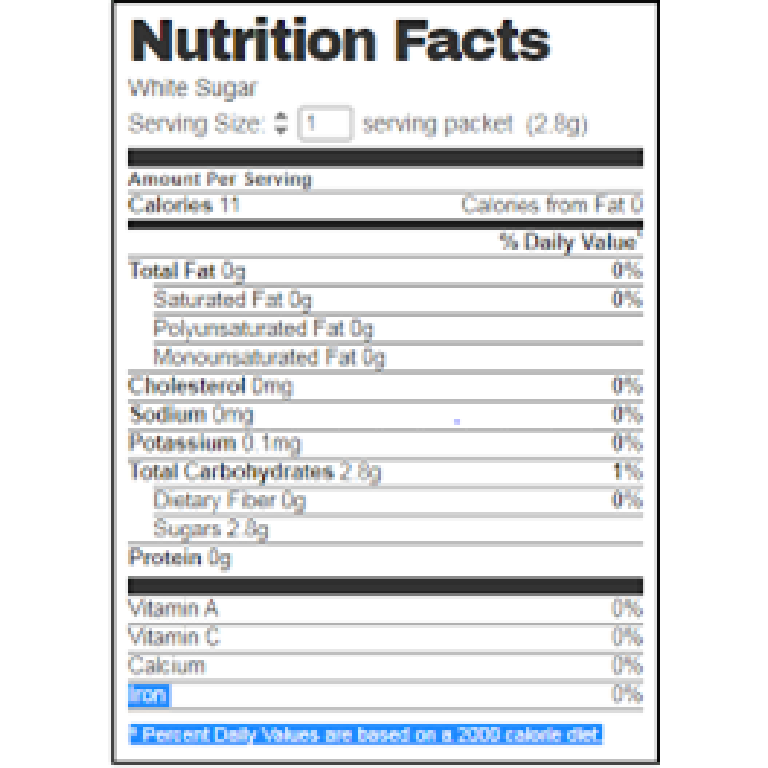 Nutrition Facts
White Sugar
Serving Size: 1 serving packet (2.8g)
Amount Per Serving
Calories 11 Calories from Fat 0
% Daily Value*
Total Fat 0g 0%
Saturated Fat 0g 0%
Polyunsaturated Fat 0g
Monounsaturated Fat 0g
Cholesterol 0mg 0%
Sodium 0mg 0%
Potassium 0.1mg 0%
Total Carbohydrates 2.8g 1%
Dietary Fiber 0g 0%
Sugars 2.8g
Protein 0g
Vitamin A 0%
Vitamin C 0%
Calcium 0%
Iron 0%
* Percent Daily Values are based on a 2000 calorie diet.